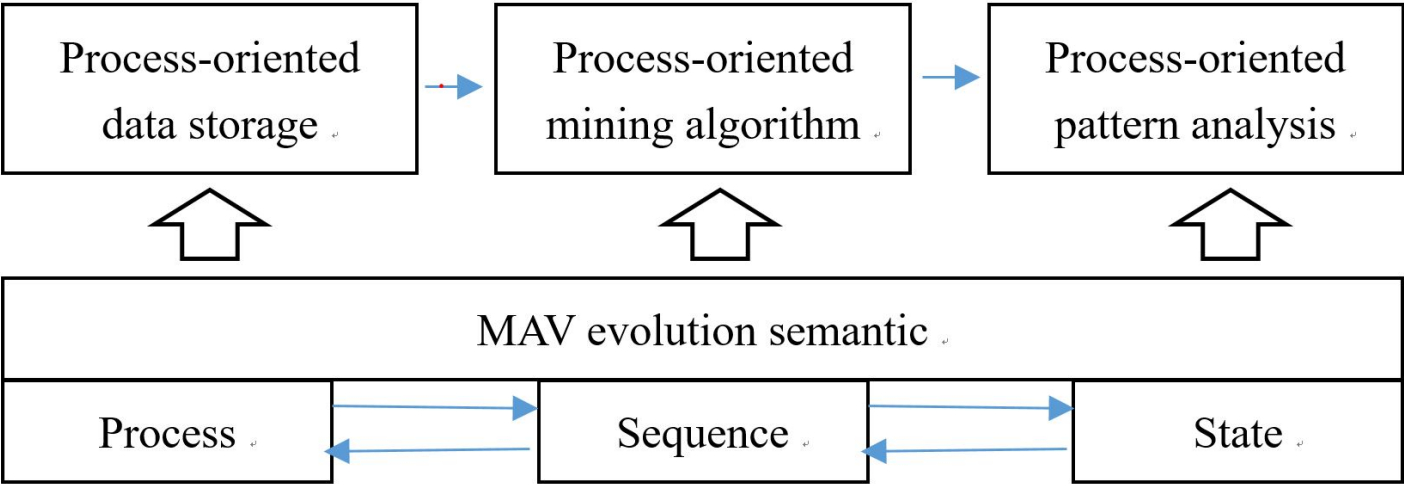 Process-oriented
data storage
Process-oriented
mining algorithm
Process-oriented
pattern analysis
MAV evolution semantic
Process
Sequence
State